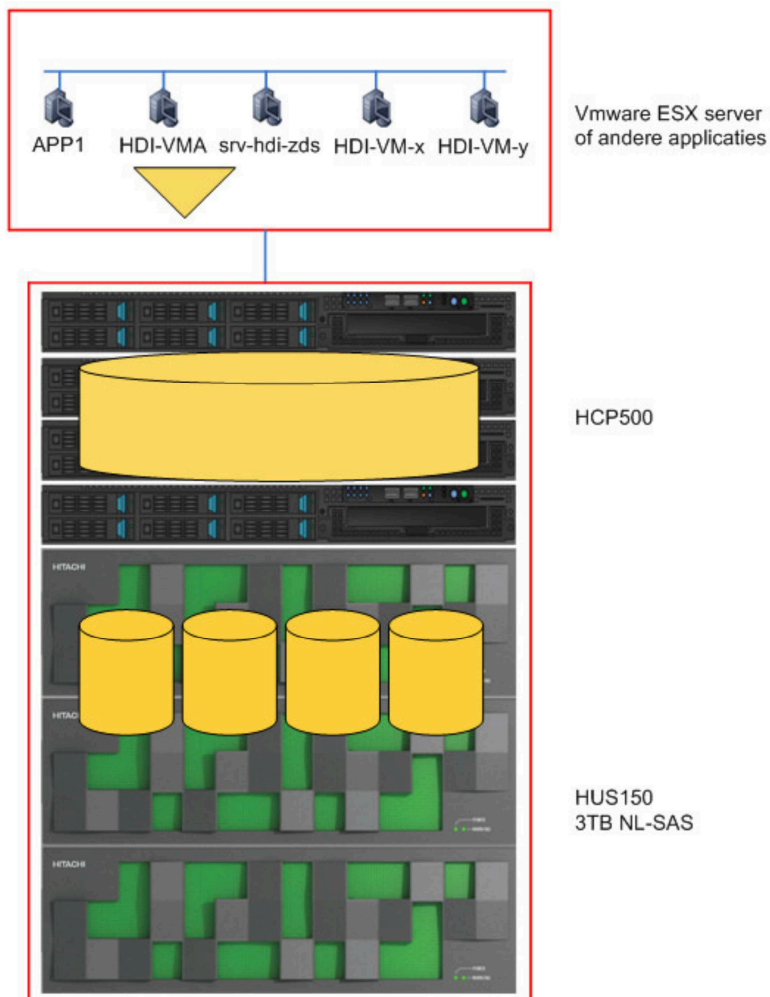 APP1
HDI-VMA
srv-hdi-zds
HDI-VM-x
HDI-VM-y
Vmware ESX server
of andere applicaties
HCP500
HITACHI
HITACHI
HUS150
3TB NL-SAS
HITACHI